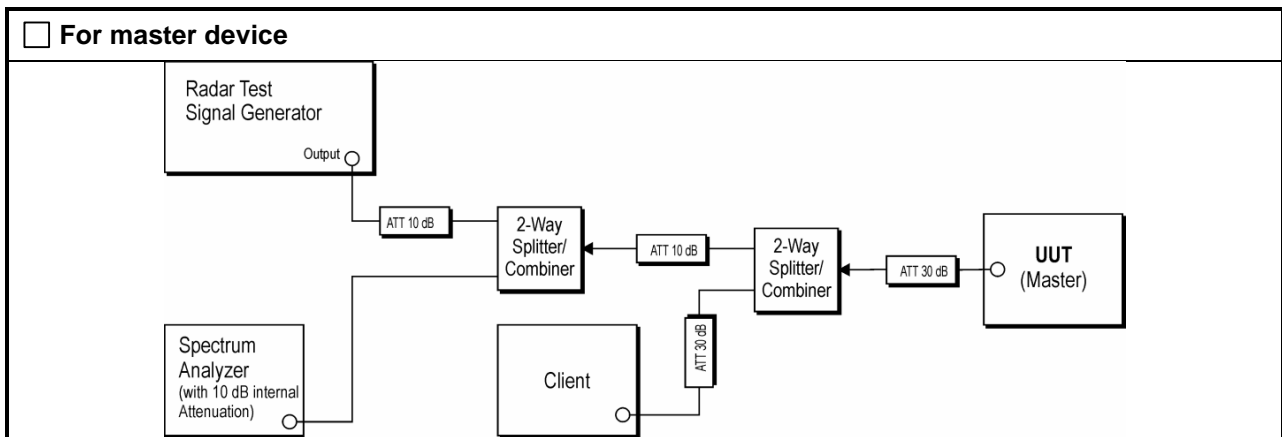 For master device
Radar Test
Signal Generator
Output
ATT 10 dB
2-Way
Splitter/
Combiner
ATT 10 dB
2-Way
Splitter/
Combiner
ATT 30 dB
UUT
(Master)
Spectrum
Analyzer
(with 10 dB internal
Attenuation)
Client
ATT 30 dB